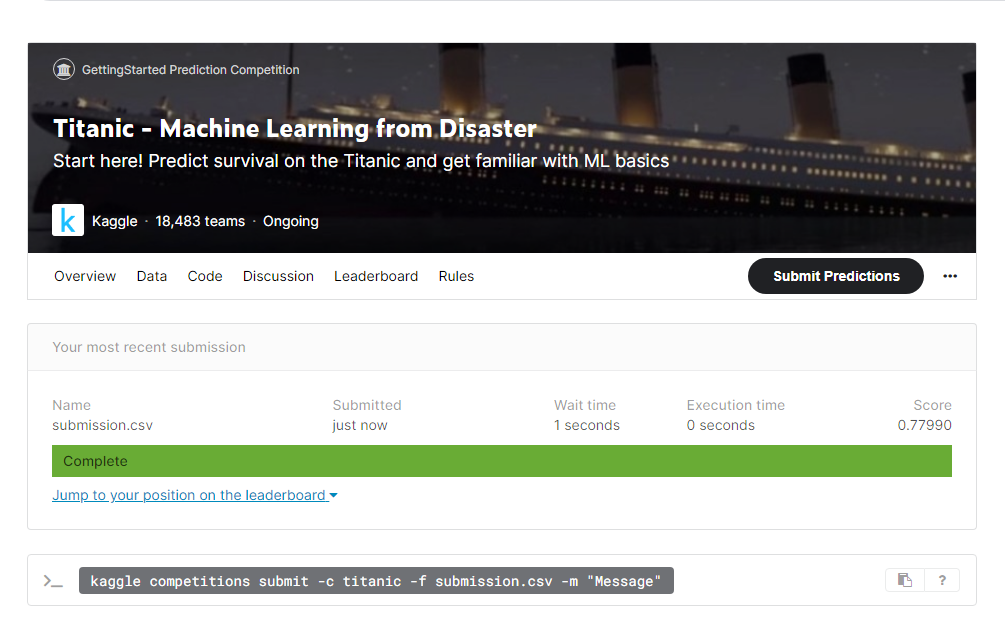 GettingStarted Prediction Competition
Titanic - Machine Learning from Disaster
Start here! Predict survival on the Titanic and get familiar with ML basics
k Kaggle · 18,483 teams · Ongoing
Overview Data Code Discussion Leaderboard Rules Submit Predictions ...
Your most recent submission
Name Submitted Wait time Execution time Score
submission.csv just now 1 seconds 0 seconds 0.77990
Complete
Jump to your position on the leaderboard
>_ kaggle competitions submit -c titanic -f submission.csv -m "Message" ?